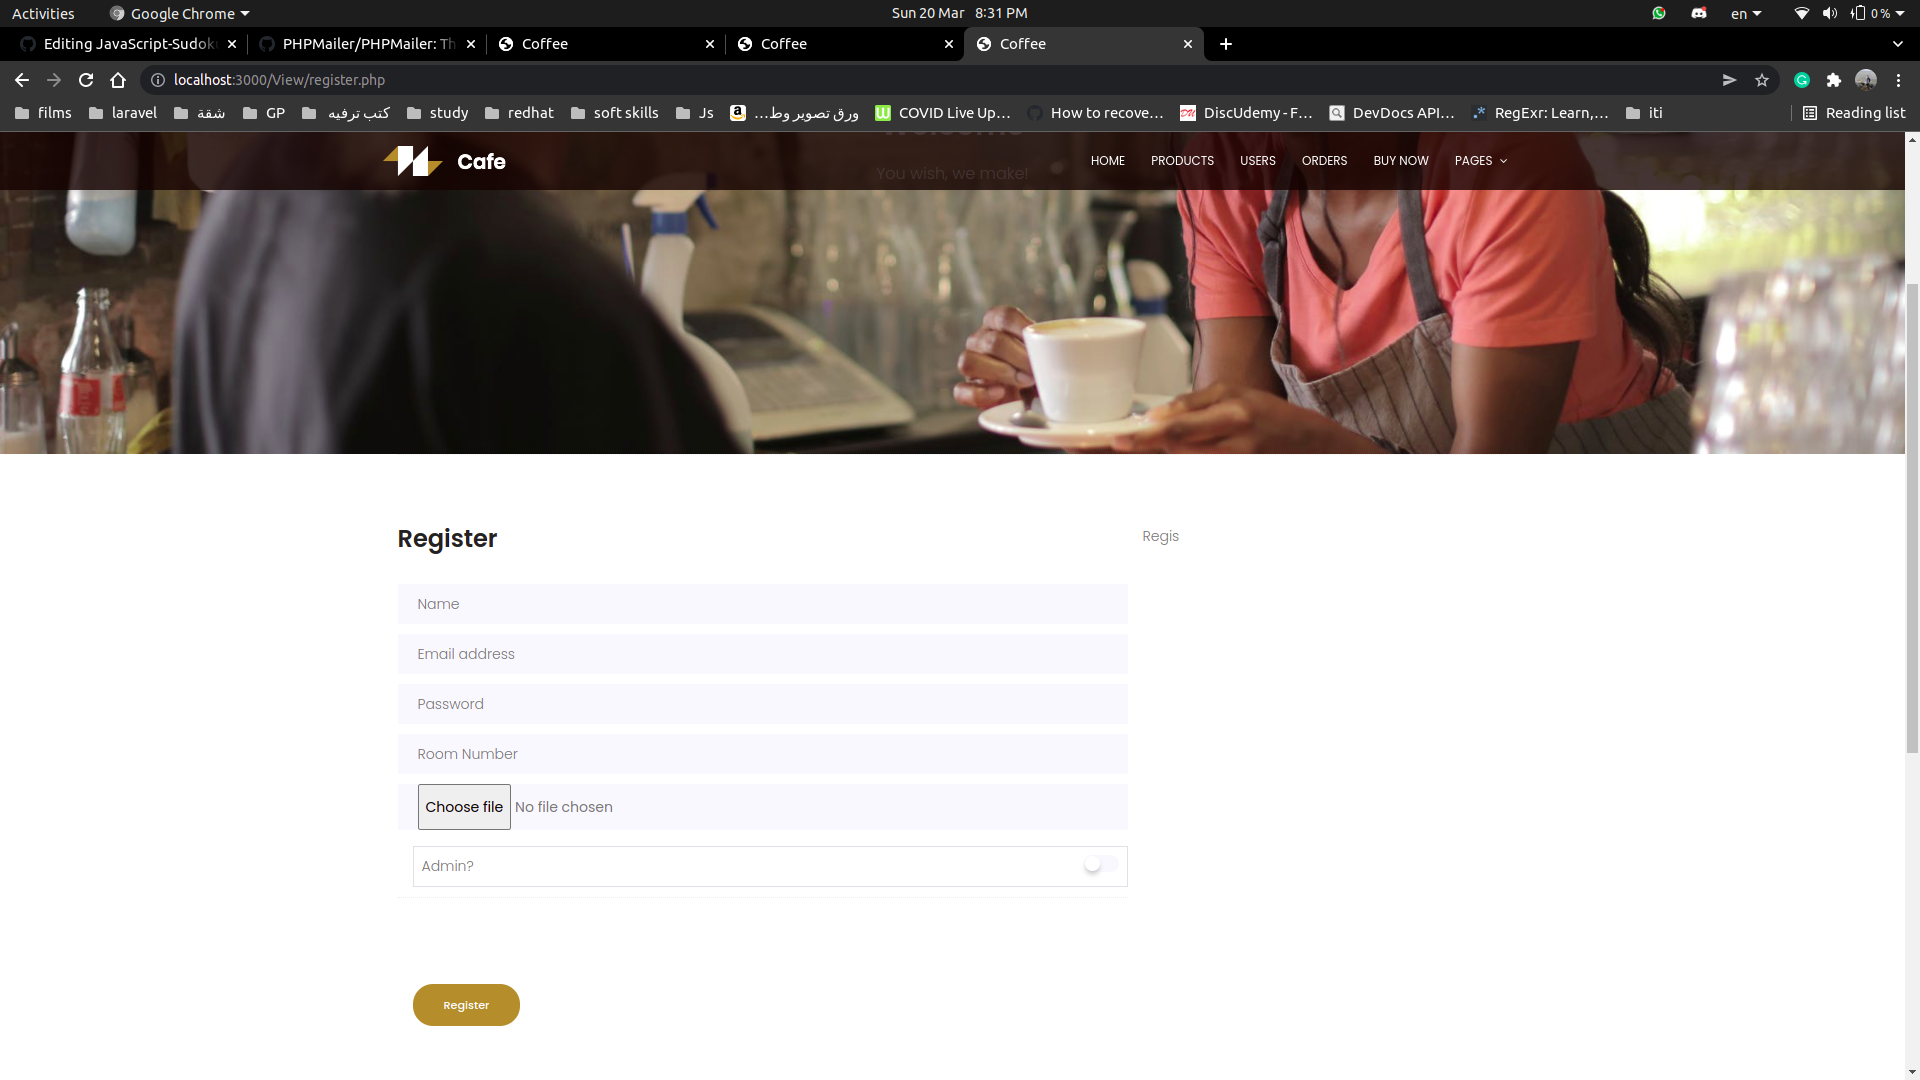 Activities
Google Chrome
Sun 20 Mar 8:31 PM
en
0 %
Editing JavaScript-Sudok
PHPMailer/PHPMailer: Th
Coffee
Coffee
Coffee
localhost:3000/View/register.php
films
laravel
شقة
GP
كتب ترفيه
study
redhat
soft skills
Js
ورق تصوير وط...
COVID Live Up...
How to recove...
DiscUdemy - F...
DevDocs API...
RegExr: Learn,...
iti
Reading list
Welcome
Cafe
HOME
PRODUCTS
USERS
ORDERS
BUY NOW
PAGES
You wish, we make!
Register
Regis
Name
Email address
Password
Room Number
Choose file No file chosen
Admin?
Register